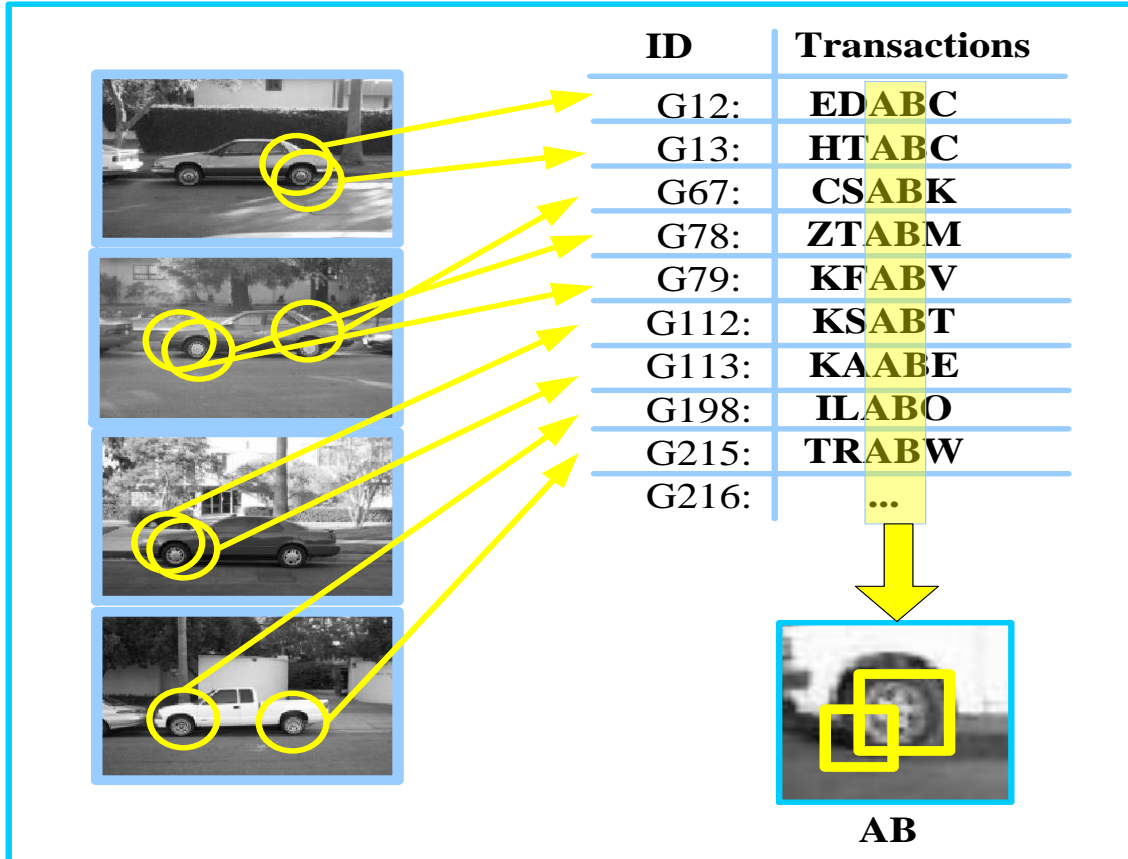 ID Transactions
G12: EDABC
G13: HTABC
G67: CSABK
G78: ZTABM
G79: KFABV
G112: KSABT
G113: KAABE
G198: ILABO
G215: TRABW
G216: ...
AB